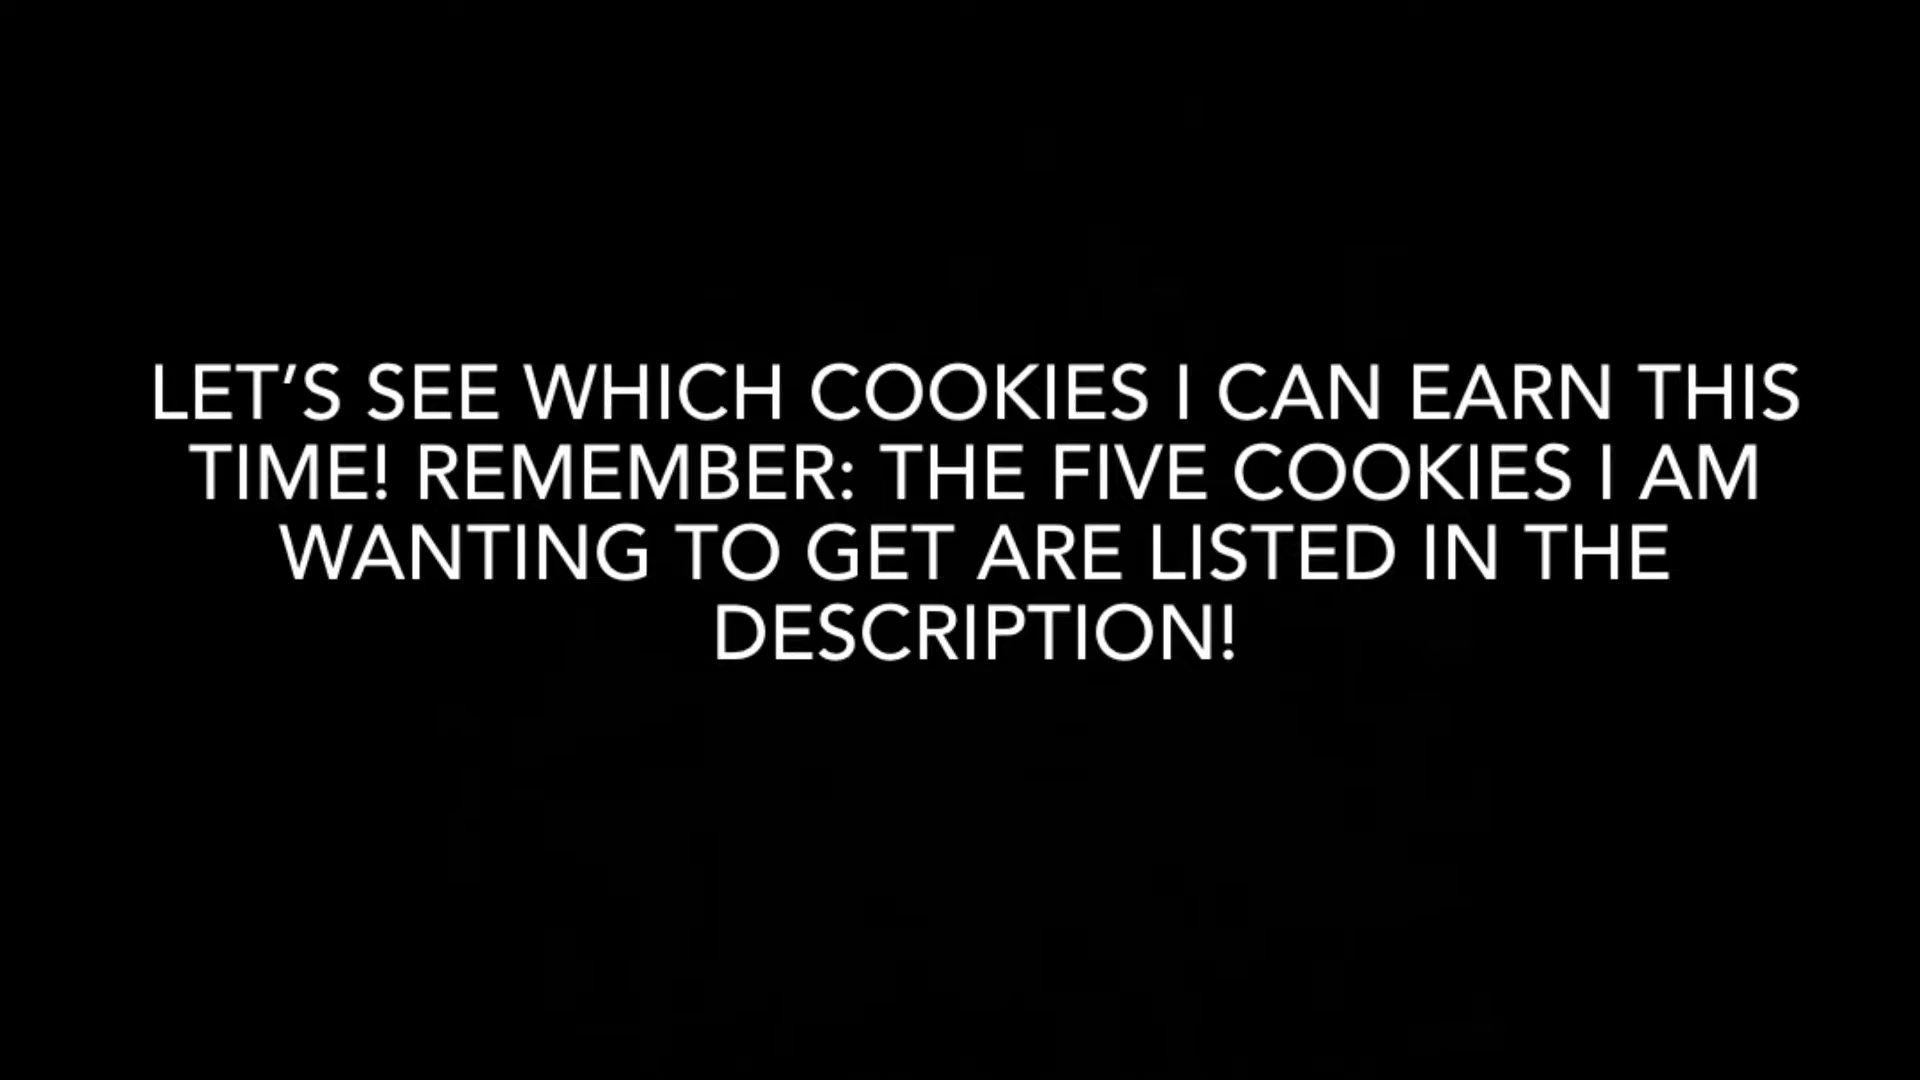 LET’S SEE WHICH COOKIES I CAN EARN THIS
TIME! REMEMBER: THE FIVE COOKIES I AM
WANTING TO GET ARE LISTED IN THE
DESCRIPTION!